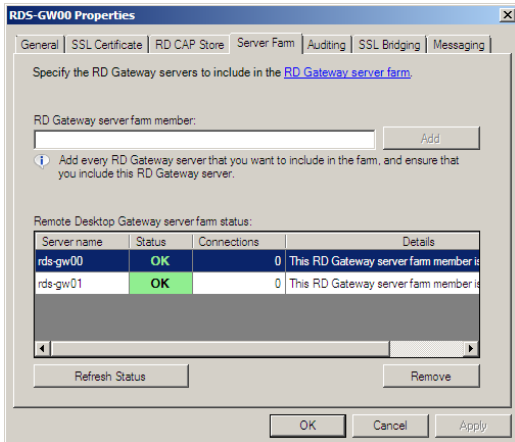 RDS-GW00 Properties
General SSL Certificate RD CAP Store Server Farm Auditing SSL Bridging Messaging
Specify the RD Gateway servers to include in the RD Gateway server farm.
RD Gateway server farm member:
Add
Add every RD Gateway server that you want to include in the farm, and ensure that
you include this RD Gateway server.
Remote Desktop Gateway server farm status:
Server name Status Connections Details
rds-gw00 OK 0 This RD Gateway server farm member is
rds-gw01 OK 0 This RD Gateway server farm member is
Refresh Status Remove
OK Cancel Apply